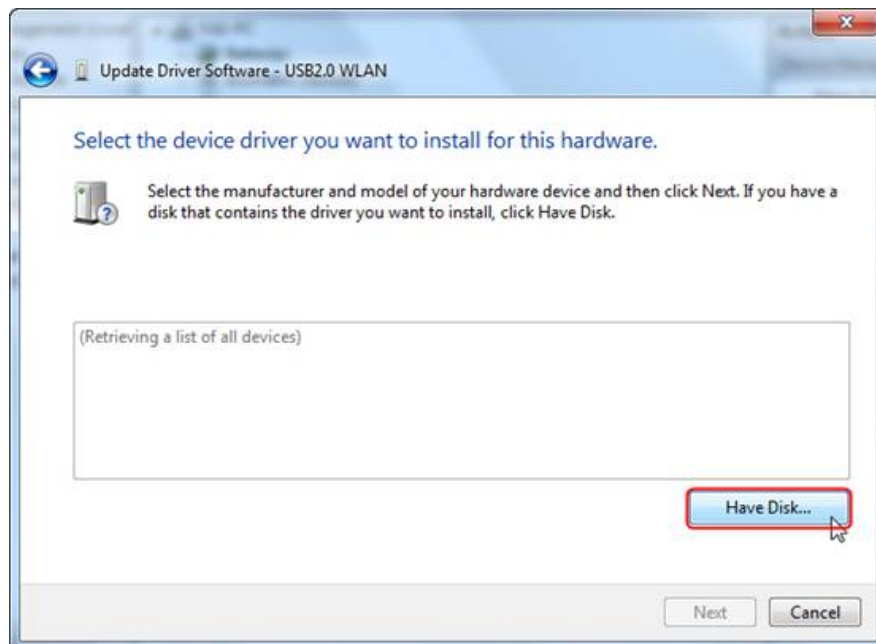 Update Driver Software - USB2.0 WLAN
Select the device driver you want to install for this hardware.
Select the manufacturer and model of your hardware device and then click Next. If you have a
disk that contains the driver you want to install, click Have Disk.
(Retrieving a list of all devices)
Have Disk...
Next
Cancel